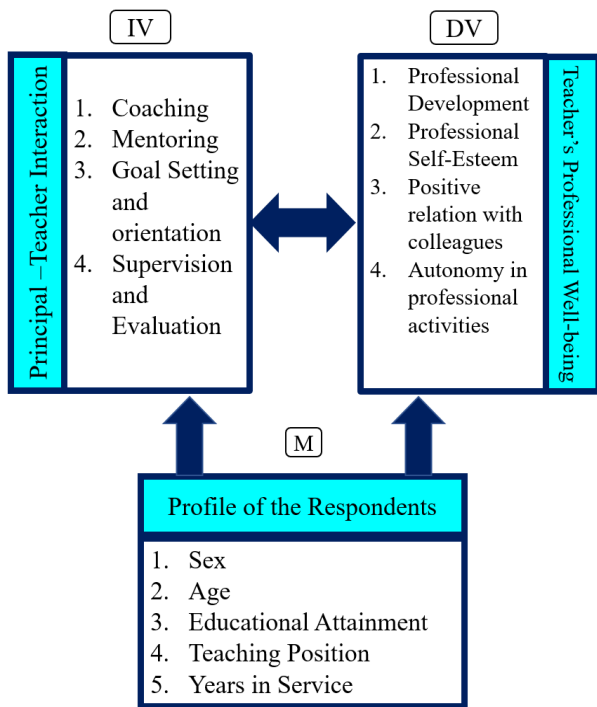 IV
Principal –Teacher Interaction
1. Coaching
2. Mentoring
3. Goal Setting
and
orientation
4. Supervision
and
Evaluation
DV
1. Professional
Development
2. Professional
Self-Esteem
3. Positive
relation with
colleagues
4. Autonomy in
professional
activities
Teacher’s Professional Well-being
M
Profile of the Respondents
1. Sex
2. Age
3. Educational Attainment
4. Teaching Position
5. Years in Service